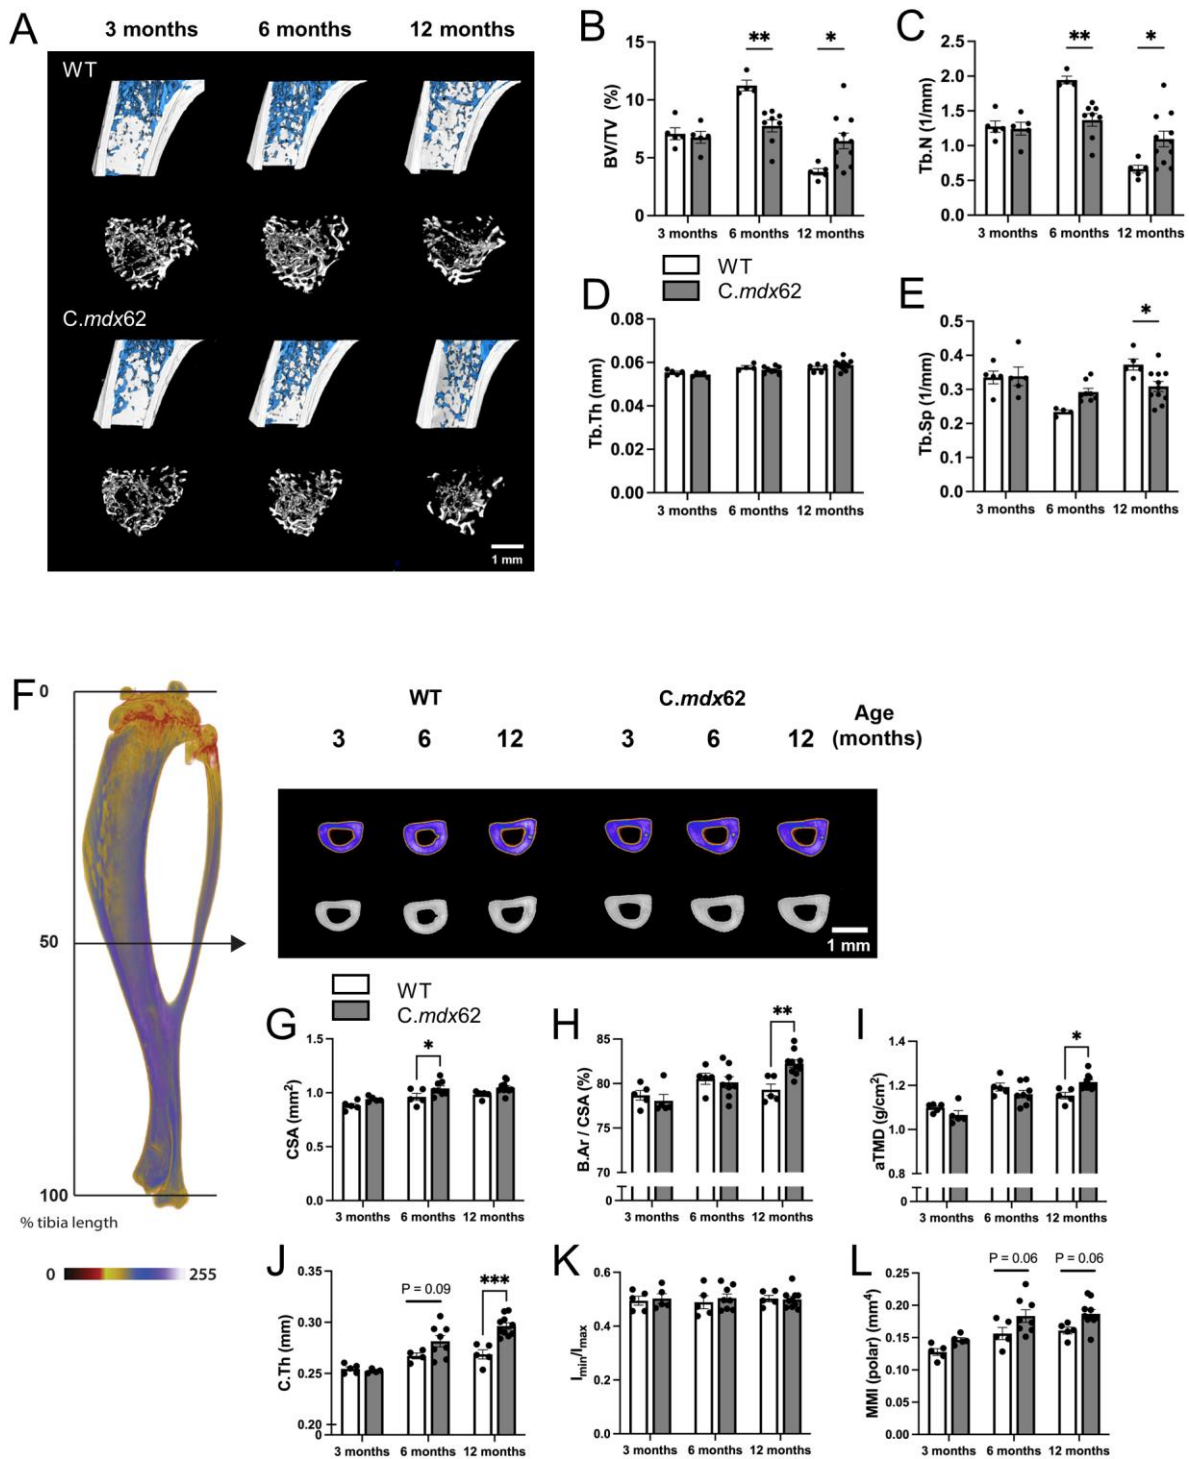 A
3 months 6 months 12 months
WT
C.mdx62
1 mm
B
BV/TV (%)
15
10
5
0
** *
3 months 6 months 12 months
C
Tb.N (1/mm)
2.5
2.0
1.5
1.0
0.5
0.0
** *
3 months 6 months 12 months
WT
C.mdx62
D
Tb.Th (mm)
0.08
0.06
0.04
0.02
0.00
3 months 6 months 12 months
E
Tb.Sp (1/mm)
0.5
0.4
0.3
0.2
0.1
0.0
*
3 months 6 months 12 months
F
0
50
100
% tibia length
0 255
WT C.mdx62
3 6 12 3 6 12
Age
(months)
1 mm
WT
C.mdx62
G
CSA (mm²)
1.5
1.0
0.5
0.0
*
3 months 6 months 12 months
H
B.Ar / CSA (%)
85
80
75
70
0
**
3 months 6 months 12 months
I
aTMD (g/cm²)
1.4
1.2
1.0
0.8
0
*
3 months 6 months 12 months
J
C.Th (mm)
0.35
0.30
0.25
0.20
0
P = 0.09
***
3 months 6 months 12 months
K
Imin/Imax
0.6
0.4
0.2
0.0
3 months 6 months 12 months
L
MMI (polar) (mm⁴)
0.25
0.20
0.15
0.10
0.05
0.00
P = 0.06 P = 0.06
3 months 6 months 12 months